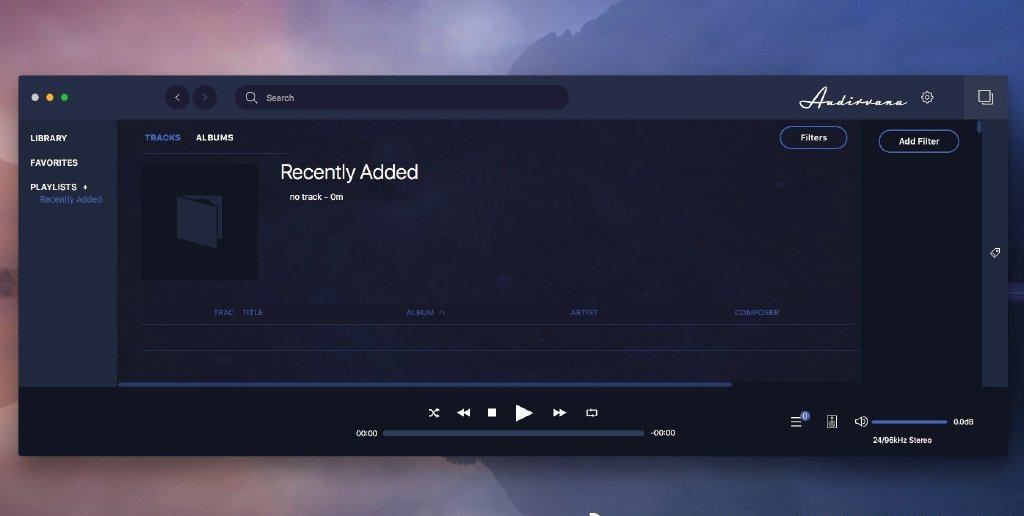 Search
Audirvana
LIBRARY
FAVORITES
PLAYLISTS +
Recently Added
TRACKS ALBUMS
Filters
Add Filter
Recently Added
no track - 0m
TRAC TITLE ALBUM ARTIST COMPOSER
00:00 -00:00
0
0.0dB
24/96kHz Stereo